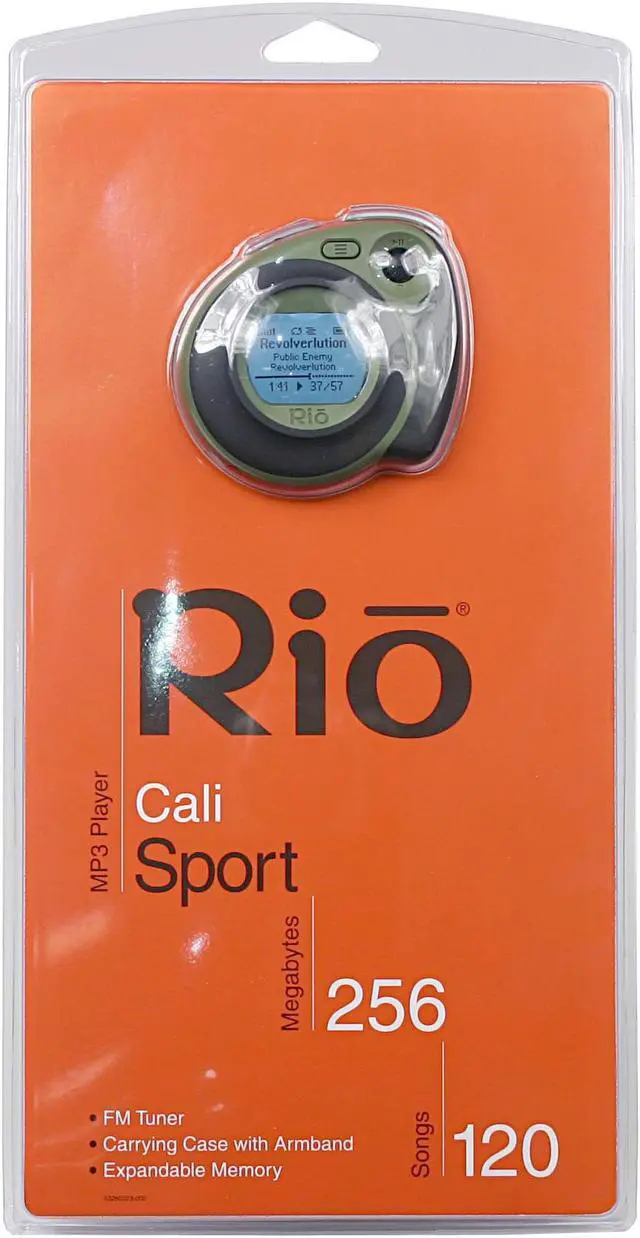 Revolverlution
Public Enemy
Revolverlution
1:41 ▶ 37/57
Rio
Riō®
MP3 Player
Cali
Sport
Megabytes
256
Songs
120
• FM Tuner
• Carrying Case with Armband
• Expandable Memory